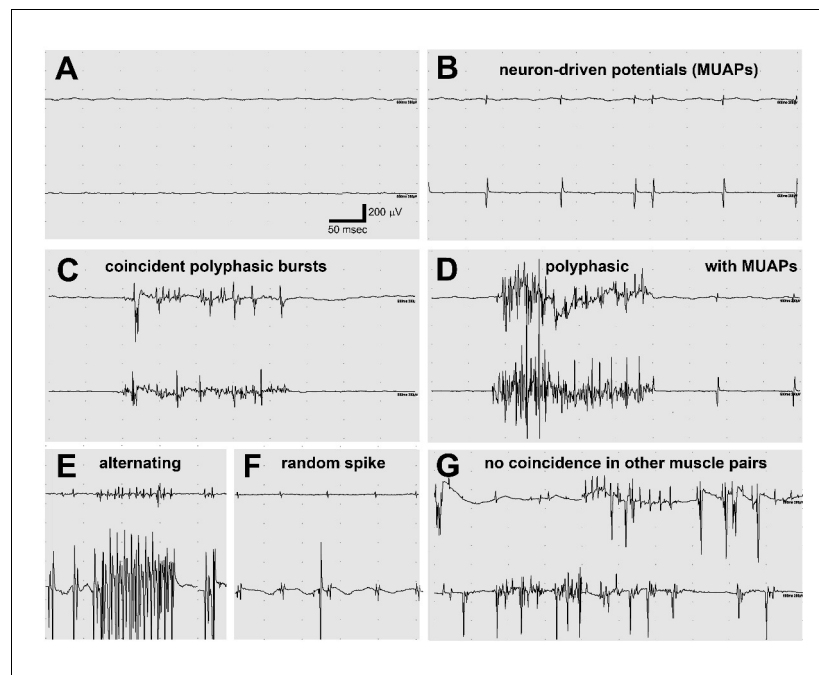 A
200 µV
50 msec
B neuron-driven potentials (MUAPs)
C coincident polyphasic bursts
D polyphasic with MUAPs
E alternating
F random spike
G no coincidence in other muscle pairs